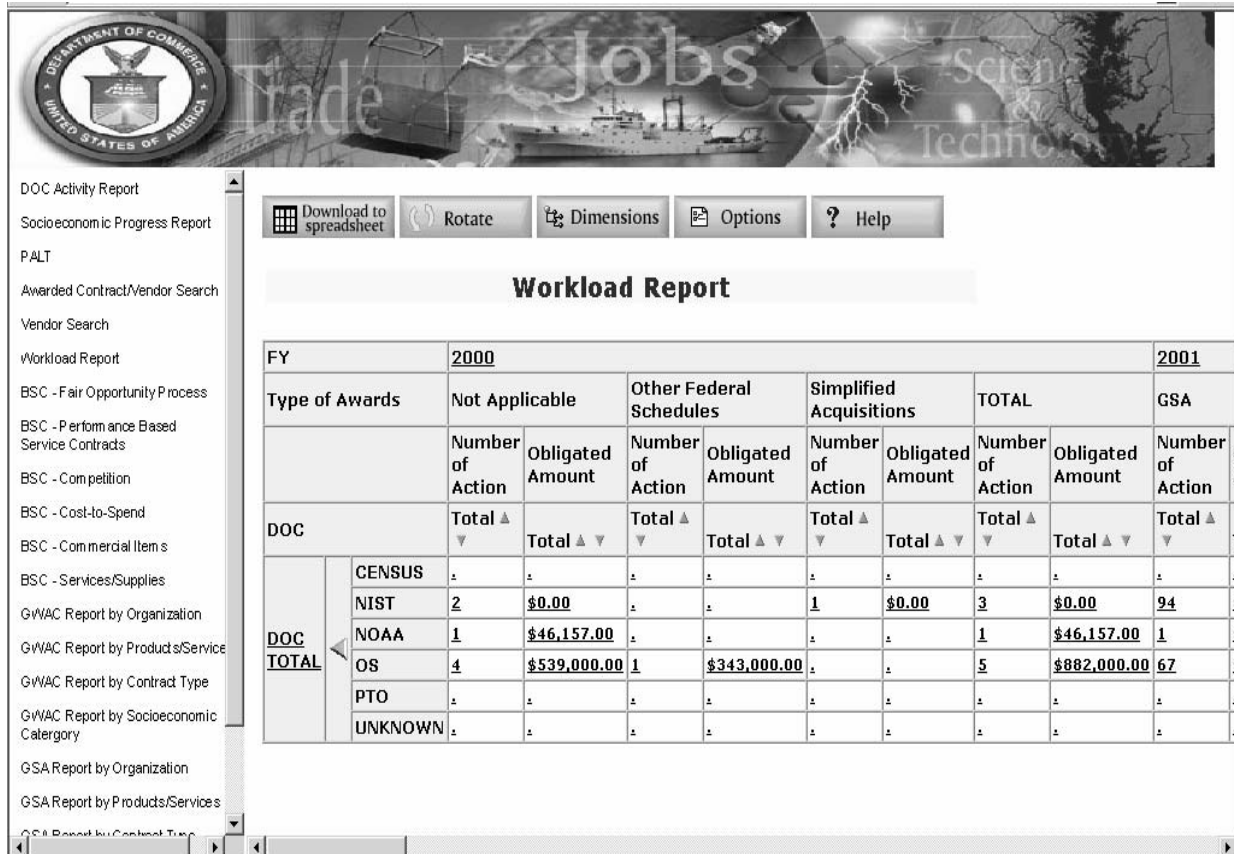 DEPARTMENT OF COMMERCE
UNITED STATES OF AMERICA
Trade
Jobs
Science
&
Technology
DOC Activity Report
Socioeconomic Progress Report
PALT
Awarded Contract/Vendor Search
Vendor Search
Workload Report
BSC - Fair Opportunity Process
BSC - Performance Based
Service Contracts
BSC - Competition
BSC - Cost-to-Spend
BSC - Commercial Items
BSC - Services/Supplies
GWAC Report by Organization
GWAC Report by Products/Service
GWAC Report by Contract Type
GWAC Report by Socioeconomic
Catergory
GSA Report by Organization
GSA Report by Products/Services
GSA Report by Contract Type
Download to
spreadsheet
Rotate
Dimensions
Options
? Help
Workload Report
FY 2000 2001
Type of Awards Not Applicable Other Federal Schedules Simplified Acquisitions TOTAL GSA
Number of Action Obligated Amount Number of Action Obligated Amount Number of Action Obligated Amount Number of Action Obligated Amount Number of Action
DOC Total ▲ ▼ Total ▲ ▼ Total ▲ ▼ Total ▲ ▼ Total ▲ ▼ Total ▲ ▼ Total ▲ ▼ Total ▲ ▼ Total ▲ ▼
DOC TOTAL
CENSUS . . . . . . . . .
NIST 2 $0.00 . . 1 $0.00 3 $0.00 94
NOAA 1 $46,157.00 . . . . 1 $46,157.00 1
OS 4 $539,000.00 1 $343,000.00 . . 5 $882,000.00 67
PTO . . . . . . . . .
UNKNOWN . . . . . . . . .